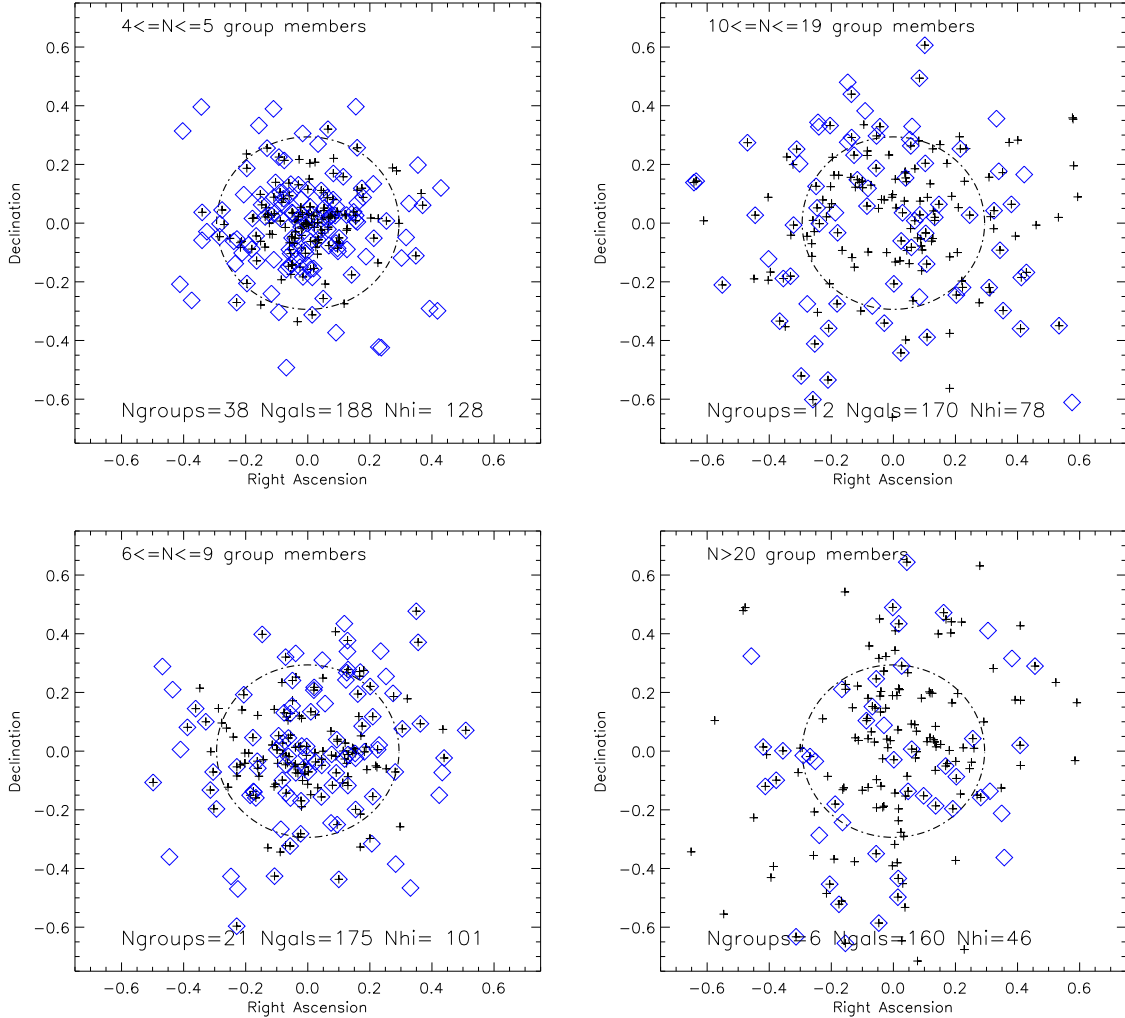 4<=N<=5 group members
0.6
0.4
0.2
0.0
−0.2
−0.4
−0.6
Declination
Ngroups=38 Ngals=188 Nhi= 128
−0.6 −0.4 −0.2 0.0 0.2 0.4 0.6
Right Ascension
10<=N<=19 group members
0.6
0.4
0.2
0.0
−0.2
−0.4
−0.6
Declination
Ngroups=12 Ngals=170 Nhi=78
−0.6 −0.4 −0.2 0.0 0.2 0.4 0.6
Right Ascension
6<=N<=9 group members
0.6
0.4
0.2
0.0
−0.2
−0.4
−0.6
Declination
Ngroups=21 Ngals=175 Nhi= 101
−0.6 −0.4 −0.2 0.0 0.2 0.4 0.6
Right Ascension
N>20 group members
0.6
0.4
0.2
0.0
−0.2
−0.4
−0.6
Declination
Ngroups=6 Ngals=160 Nhi=46
−0.6 −0.4 −0.2 0.0 0.2 0.4 0.6
Right Ascension